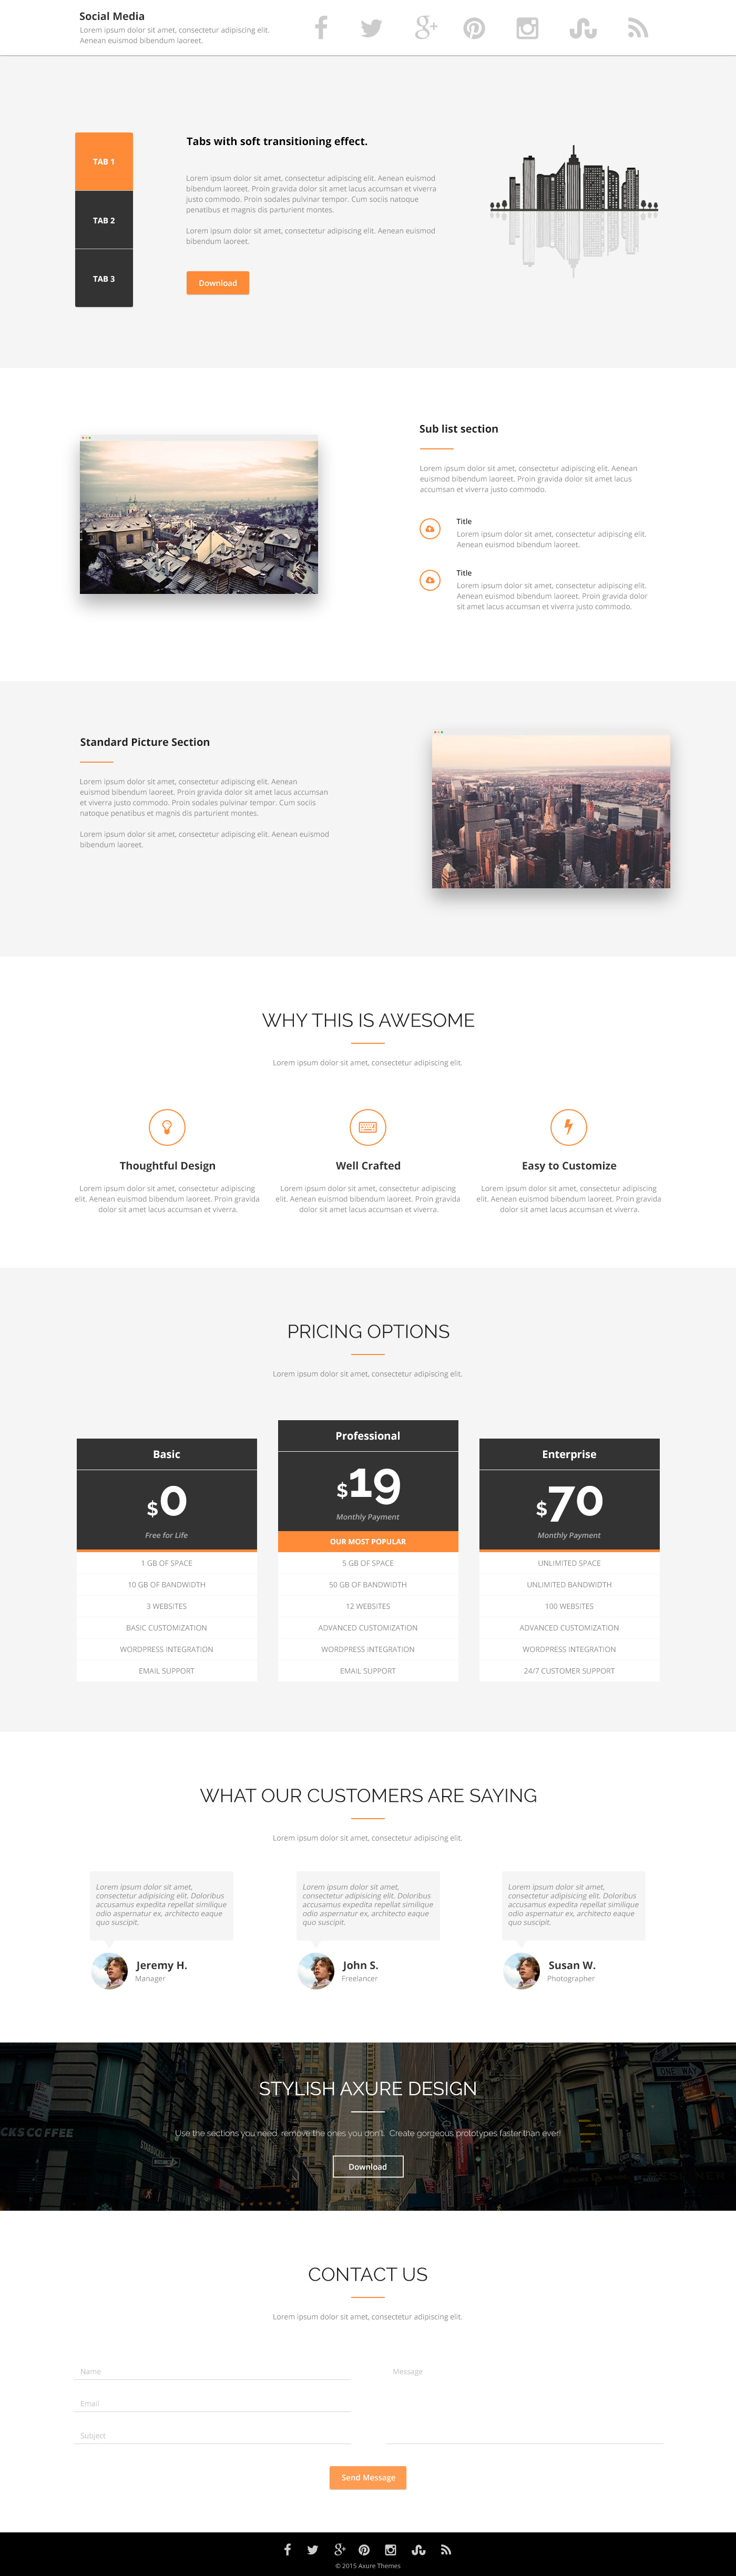 Social Media
Lorem ipsum dolor sit amet, consectetur adipiscing elit.
Aenean euismod bibendum laoreet.
TAB 1
TAB 2
TAB 3
Tabs with soft transitioning effect.
Lorem ipsum dolor sit amet, consectetur adipiscing elit. Aenean euismod
bibendum laoreet. Proin gravida dolor sit amet lacus accumsan et viverra
justo commodo. Proin sodales pulvinar tempor. Cum sociis natoque
penatibus et magnis dis parturient montes.
Lorem ipsum dolor sit amet, consectetur adipiscing elit. Aenean euismod
bibendum laoreet.
Download
Sub list section
Lorem ipsum dolor sit amet, consectetur adipiscing elit. Aenean
euismod bibendum laoreet. Proin gravida dolor sit amet lacus
accumsan et viverra justo commodo.
Title
Lorem ipsum dolor sit amet, consectetur adipiscing elit.
Aenean euismod bibendum laoreet.
Title
Lorem ipsum dolor sit amet, consectetur adipiscing elit.
Aenean euismod bibendum laoreet. Proin gravida dolor
sit amet lacus accumsan et viverra justo commodo.
Standard Picture Section
Lorem ipsum dolor sit amet, consectetur adipiscing elit. Aenean
euismod bibendum laoreet. Proin gravida dolor sit amet lacus accumsan
et viverra justo commodo. Proin sodales pulvinar tempor. Cum sociis
natoque penatibus et magnis dis parturient montes.
Lorem ipsum dolor sit amet, consectetur adipiscing elit. Aenean euismod
bibendum laoreet.
WHY THIS IS AWESOME
Lorem ipsum dolor sit amet, consectetur adipiscing elit.
Thoughtful Design
Lorem ipsum dolor sit amet, consectetur adipiscing
elit. Aenean euismod bibendum laoreet. Proin gravida
dolor sit amet lacus accumsan et viverra.
Well Crafted
Lorem ipsum dolor sit amet, consectetur adipiscing
elit. Aenean euismod bibendum laoreet. Proin gravida
dolor sit amet lacus accumsan et viverra.
Easy to Customize
Lorem ipsum dolor sit amet, consectetur adipiscing
elit. Aenean euismod bibendum laoreet. Proin gravida
dolor sit amet lacus accumsan et viverra.
PRICING OPTIONS
Lorem ipsum dolor sit amet, consectetur adipiscing elit.
Basic
$0
Free for Life
1 GB OF SPACE
10 GB OF BANDWIDTH
3 WEBSITES
BASIC CUSTOMIZATION
WORDPRESS INTEGRATION
EMAIL SUPPORT
Professional
$19
Monthly Payment
OUR MOST POPULAR
5 GB OF SPACE
50 GB OF BANDWIDTH
12 WEBSITES
ADVANCED CUSTOMIZATION
WORDPRESS INTEGRATION
EMAIL SUPPORT
Enterprise
$70
Monthly Payment
UNLIMITED SPACE
UNLIMITED BANDWIDTH
100 WEBSITES
ADVANCED CUSTOMIZATION
WORDPRESS INTEGRATION
24/7 CUSTOMER SUPPORT
WHAT OUR CUSTOMERS ARE SAYING
Lorem ipsum dolor sit amet, consectetur adipiscing elit.
Lorem ipsum dolor sit amet,
consectetur adipisicing elit. Doloribus
accusamus expedita repellat similique
odio aspernatur ex, architecto eaque
quo suscipit.
Jeremy H.
Manager
Lorem ipsum dolor sit amet,
consectetur adipisicing elit. Doloribus
accusamus expedita repellat similique
odio aspernatur ex, architecto eaque
quo suscipit.
John S.
Freelancer
Lorem ipsum dolor sit amet,
consectetur adipisicing elit. Doloribus
accusamus expedita repellat similique
odio aspernatur ex, architecto eaque
quo suscipit.
Susan W.
Photographer
STYLISH AXURE DESIGN
Use the sections you need, remove the ones you don't. Create gorgeous prototypes faster than ever!
Download
CKS COFFEE
ONE WAY
CONTACT US
Lorem ipsum dolor sit amet, consectetur adipiscing elit.
Name
Email
Subject
Message
Send Message
© 2015 Axure Themes